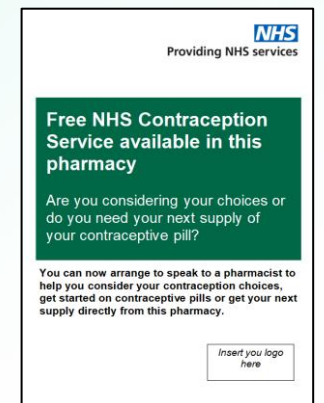 NHS
Providing NHS services
Free NHS Contraception
Service available in this
pharmacy
Are you considering your choices or
do you need your next supply of
your contraceptive pill?
You can now arrange to speak to a pharmacist to
help you consider your contraception choices,
get started on contraceptive pills or get your next
supply directly from this pharmacy.
Insert you logo
here